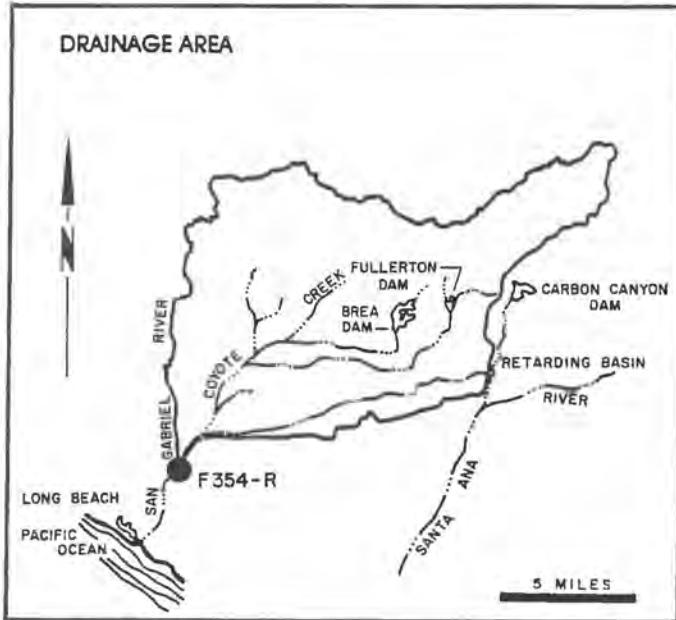 DRAINAGE AREA
N
FULLERTON
DAM
CREEK
BREA
DAM
CARBON CANYON
DAM
RIVER
COYOTE
RETARDING BASIN
RIVER
GABRIEL
F354-R
SAN
LONG BEACH
PACIFIC
OCEAN
SANTA ANA
5 MILES